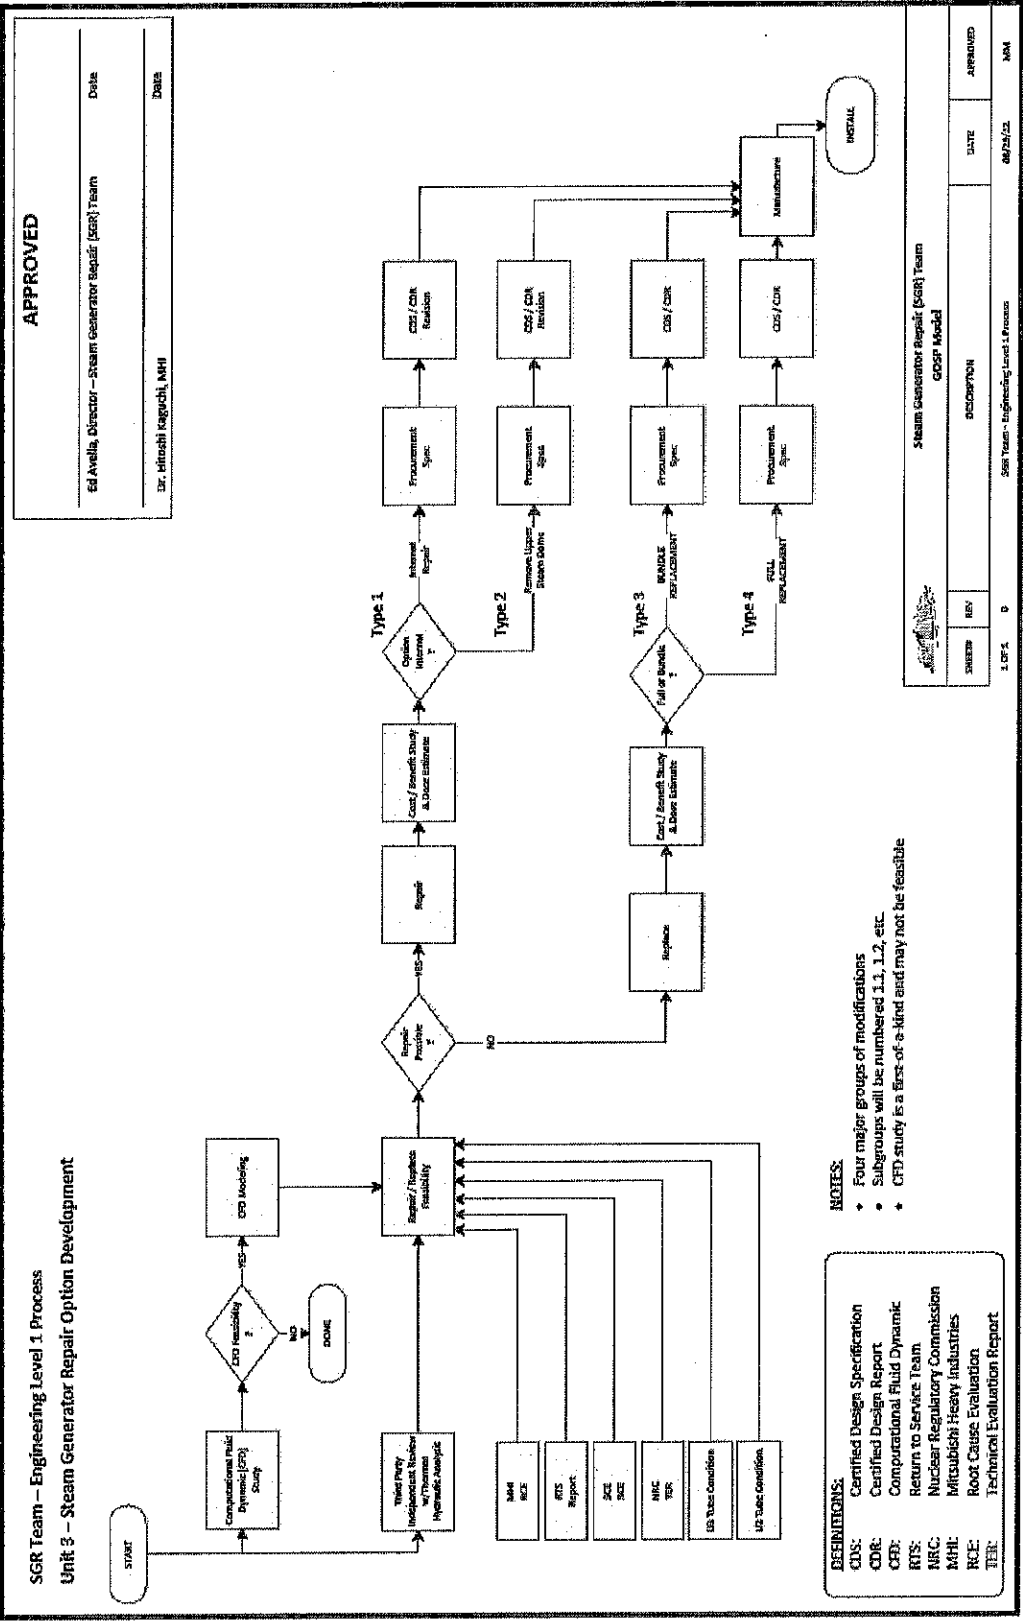 SGR Team – Engineering Level 1 Process
Unit 3 – Steam Generator Repair Option Development
APPROVED
Ed Avella, Director – Steam Generator Repair (SGR) Team
Date
Dr. Hitoshi Kaguchi, MHI
Date
START
Computational Fluid
Dynamic (CFD)
Study
CFD Feasibility
?
YES
NO
DONE
CFD Modeling
Third Party
Independent Review
w/Thermal
Hydraulic Analysis
MHI
RCE
RTS
Report
SCE
RCE
NRC
TER
Tube Condition
Tube Condition
Repair / Replace
Feasibility
Repair
Possible
?
YES
NO
Repair
Cost / Benefit Study
& Dose Estimate
Option
Internal
?
Type 1
Internal
Repair
Procurement
Spec
CDS / CDR
Revision
Type 2
Remove Upper
Steam Dome
Procurement
Spec
CDS / CDR
Revision
Replace
Cost / Benefit Study
& Dose Estimate
Full or Bundle
?
Type 3
BUNDLE
REPLACEMENT
Procurement
Spec
CDS / CDR
Type 4
FULL
REPLACEMENT
Procurement
Spec
CDS / CDR
Manufacture
INSTALL
DEFINITIONS:
CDS: Certified Design Specification
CDR: Certified Design Report
CFD: Computational Fluid Dynamic
RTS: Return to Service Team
NRC: Nuclear Regulatory Commission
MHI: Mitsubishi Heavy Industries
RCE: Root Cause Evaluation
TER: Technical Evaluation Report
NOTES:
• Four major groups of modifications
• Subgroups will be numbered 1.1, 1.2, etc.
• CFD study is a first-of-a-kind and may not be feasible
Steam Generator Repair (SGR) Team
GOSP Model
SHEET# REV DESCRIPTION DATE APPROVED
1 OF 1 SGR Team – Engineering Level 1 Process MM